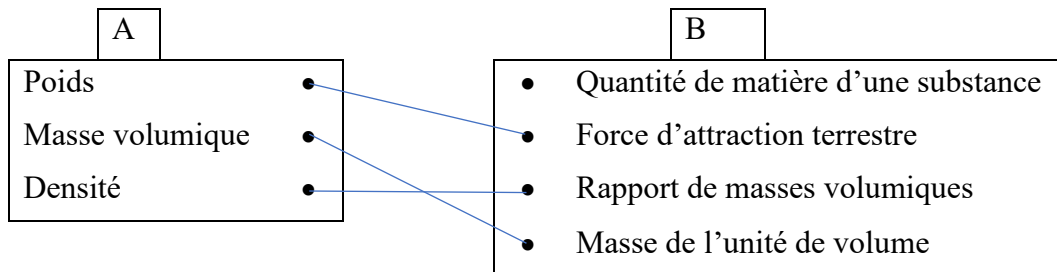 A
B
Poids
Quantité de matière d’une substance
Masse volumique
Force d’attraction terrestre
Densité
Rapport de masses volumiques
Masse de l’unité de volume